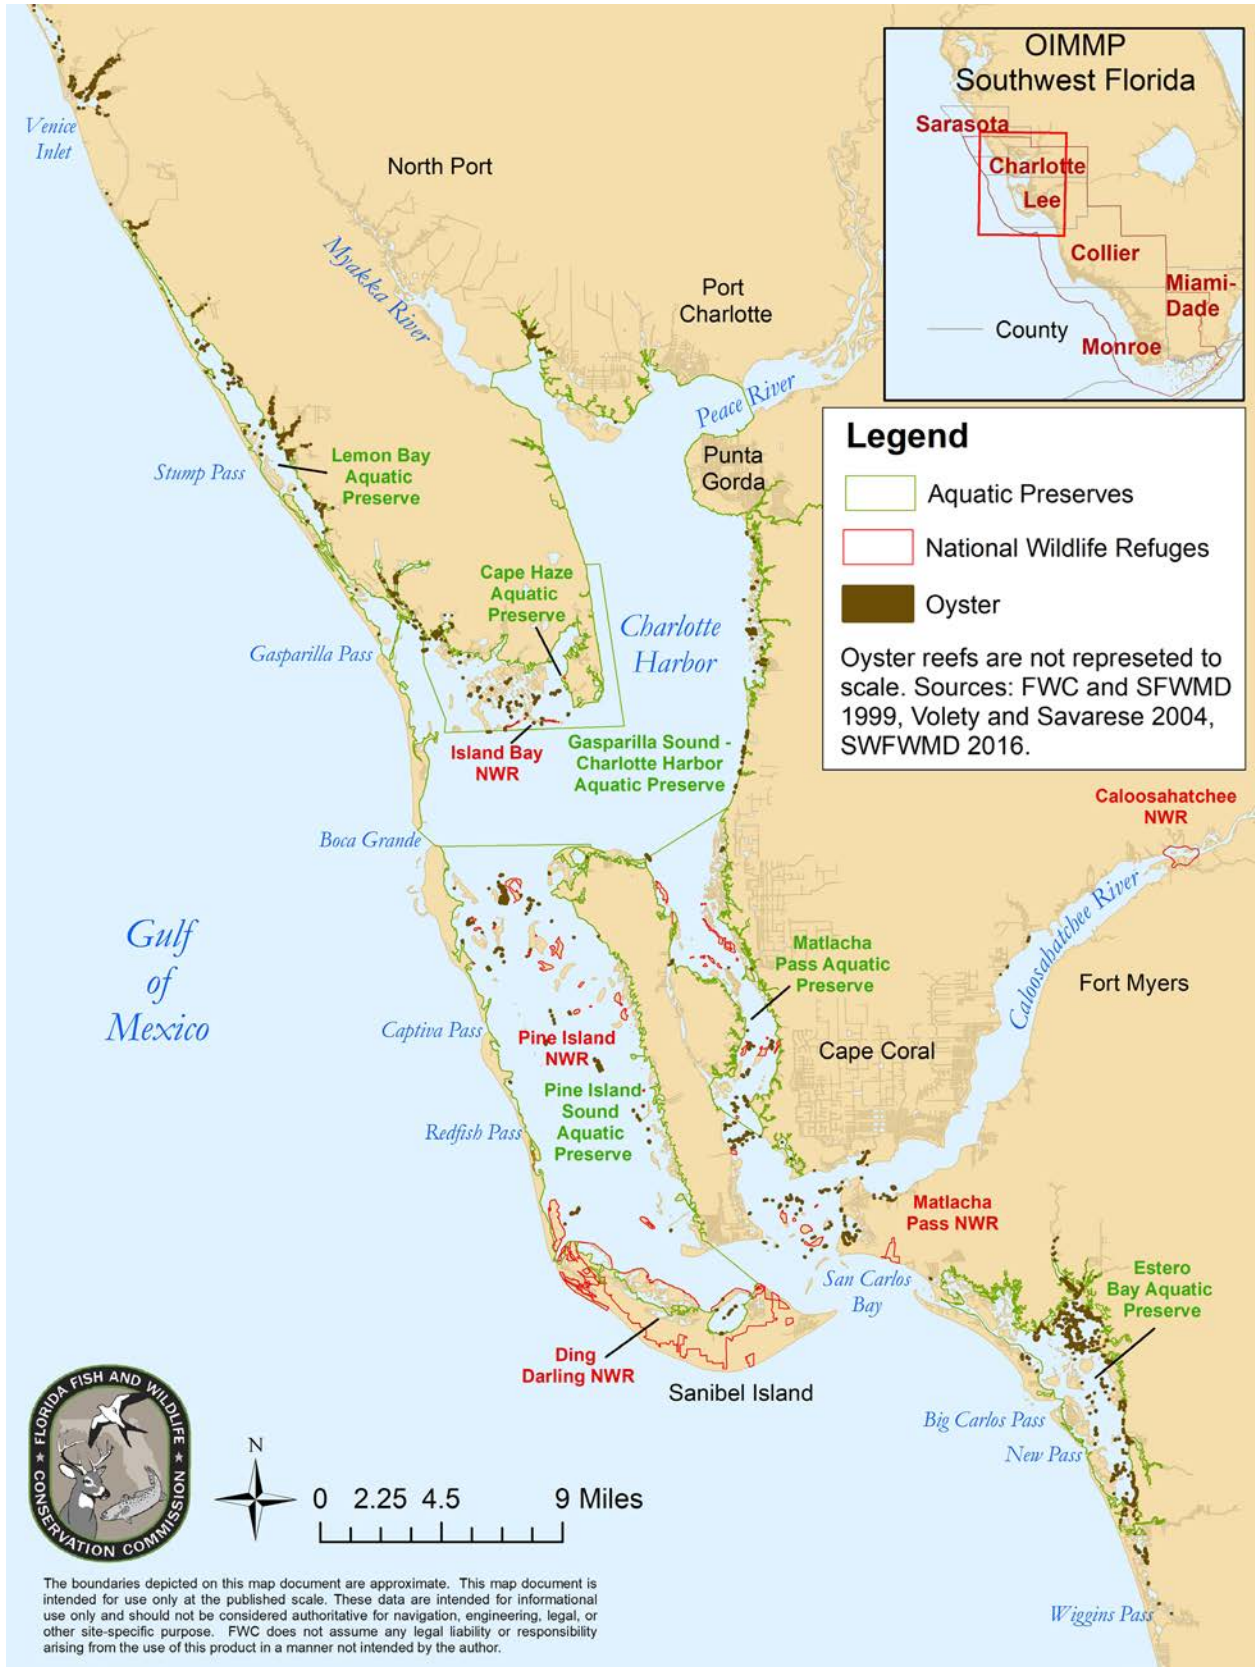 OIMMP
Southwest Florida
Sarasota
Charlotte
Lee
Collier
Miami-
Dade
County
Monroe
Venice
Inlet
North Port
Myakka River
Port
Charlotte
Peace River
Punta
Gorda
Stump Pass
Lemon Bay
Aquatic
Preserve
Legend
Aquatic Preserves
National Wildlife Refuges
Oyster
Oyster reefs are not represeted to
scale. Sources: FWC and SFWMD
1999, Volety and Savarese 2004,
SWFWMD 2016.
Cape Haze
Aquatic
Preserve
Charlotte
Harbor
Gasparilla Pass
Island Bay
NWR
Gasparilla Sound -
Charlotte Harbor
Aquatic Preserve
Caloosahatchee
NWR
Boca Grande
Gulf
of
Mexico
Matlacha
Pass Aquatic
Preserve
Caloosahatchee River
Fort Myers
Captiva Pass
Pine Island
NWR
Cape Coral
Pine Island
Sound
Aquatic
Preserve
Redfish Pass
Matlacha
Pass NWR
San Carlos
Bay
Estero
Bay Aquatic
Preserve
Ding
Darling NWR
Sanibel Island
Big Carlos Pass
New Pass
Wiggins Pass
FLORIDA FISH AND WILDLIFE
CONSERVATION COMMISSION
N
0 2.25 4.5 9 Miles
The boundaries depicted on this map document are approximate. This map document is
intended for use only at the published scale. These data are intended for informational
use only and should not be considered authoritative for navigation, engineering, legal, or
other site-specific purpose. FWC does not assume any legal liability or responsibility
arising from the use of this product in a manner not intended by the author.